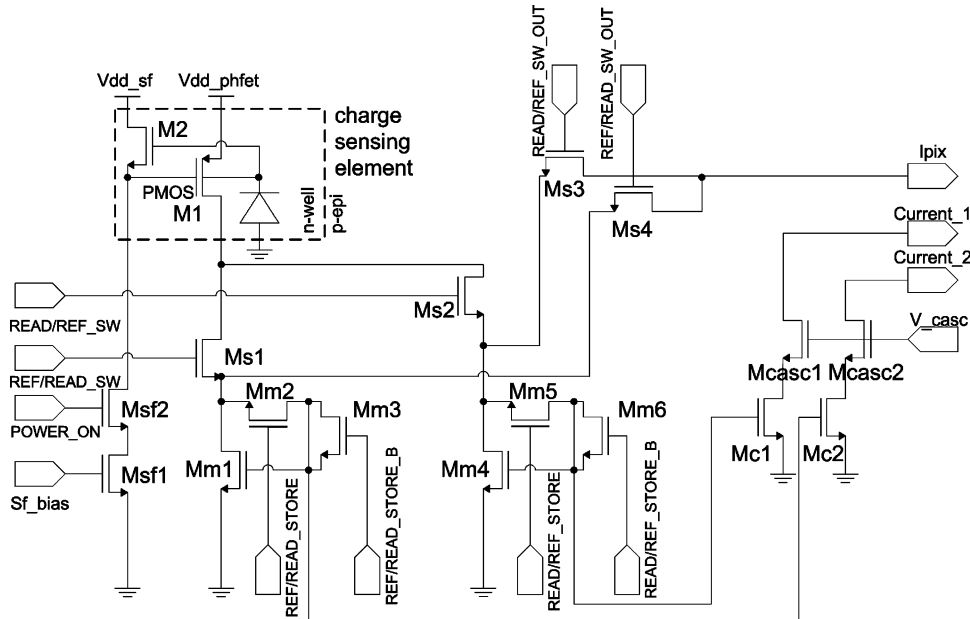 READ/REF_SW_OUT
REF/READ_SW_OUT
Vdd_sf
Vdd_phfet
charge
sensing
element
M2
PMOS
M1
n-well
p-epi
Ms3
Ms4
Ipix
Current_1
Current_2
V_casc
READ/REF_SW
Ms2
REF/READ_SW
Ms1
Mcasc1
Mcasc2
Msf2
POWER_ON
Mm2
Mm3
Mm5
Mm6
Msf1
Sf_bias
Mm1
Mm4
Mc1
Mc2
REF/READ_STORE
REF/READ_STORE_B
READ/REF_STORE
READ/REF_STORE_B